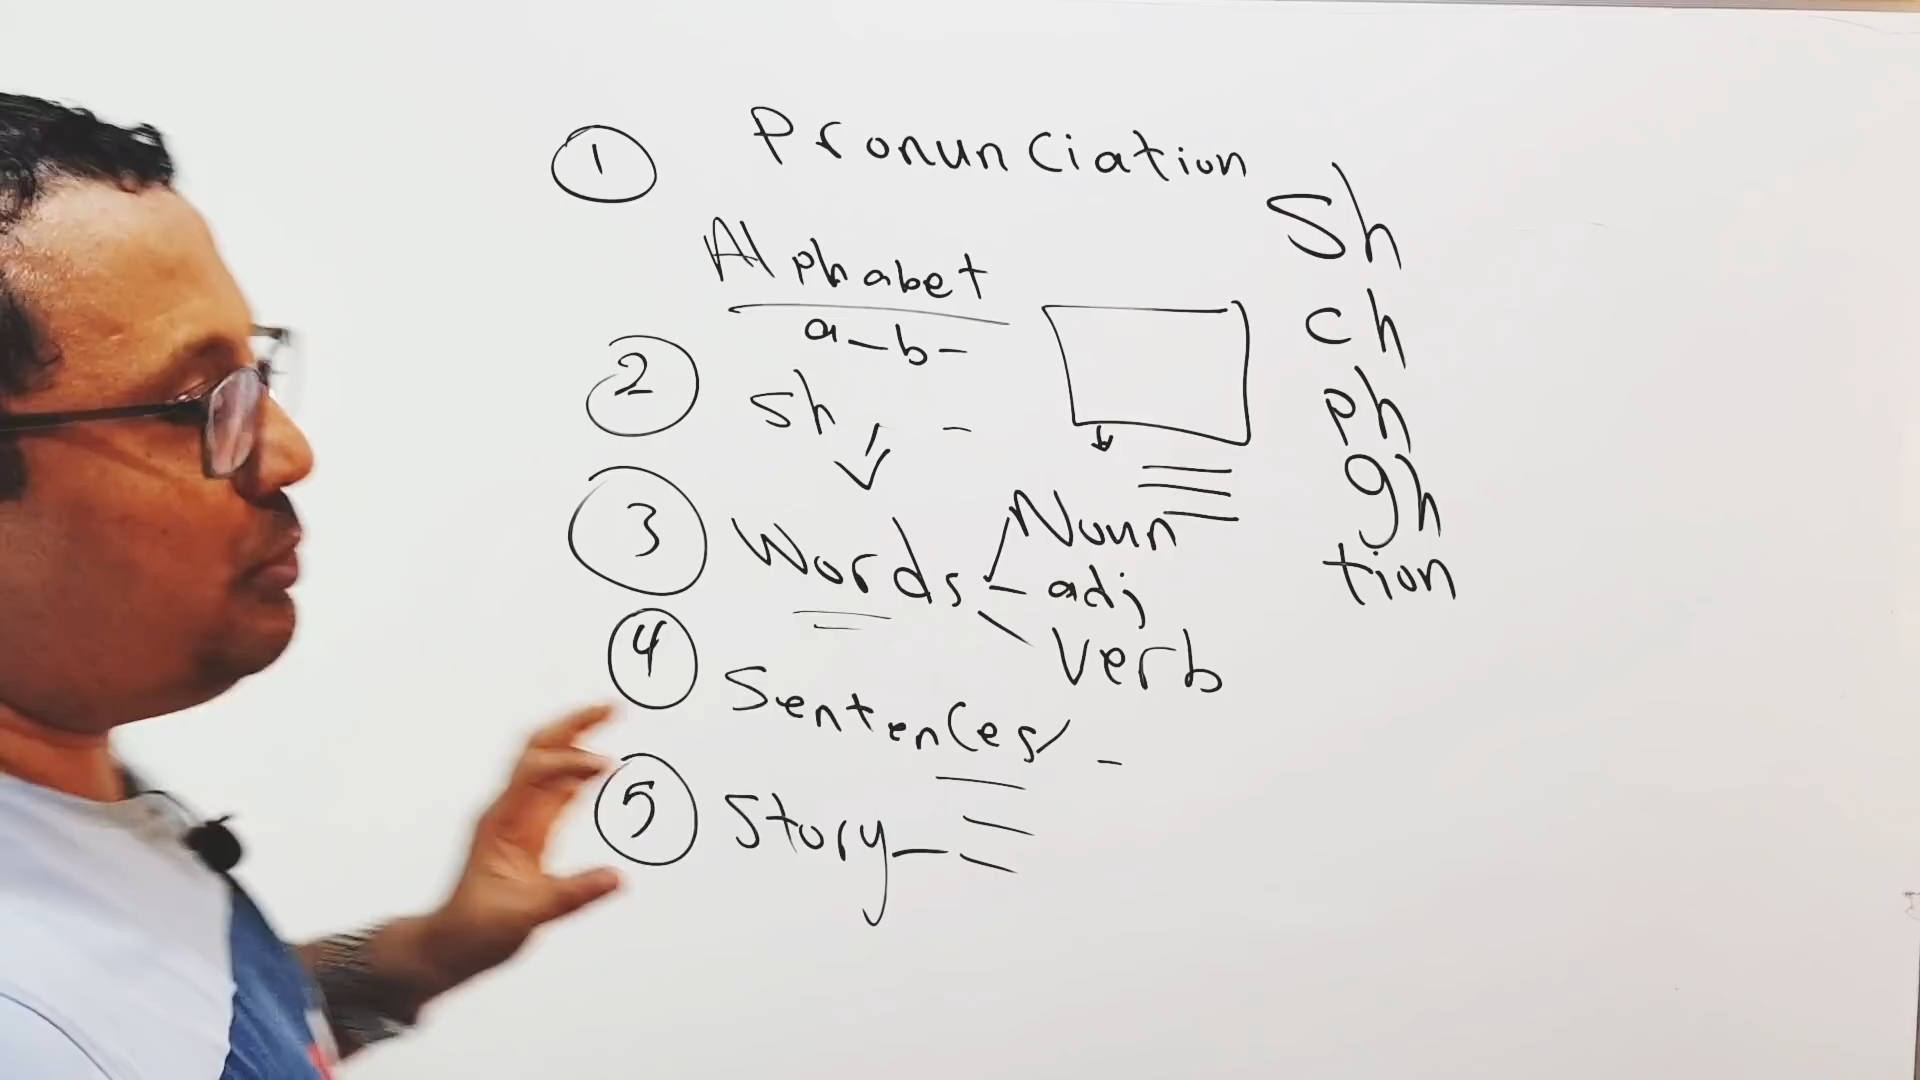 1 Pronunciation
Alphabet
a - b -
2 sh -
3 Words
Noun
- adj
Verb
4 Sentences -
5 Story -
Sh
ch
ph
gh
tion